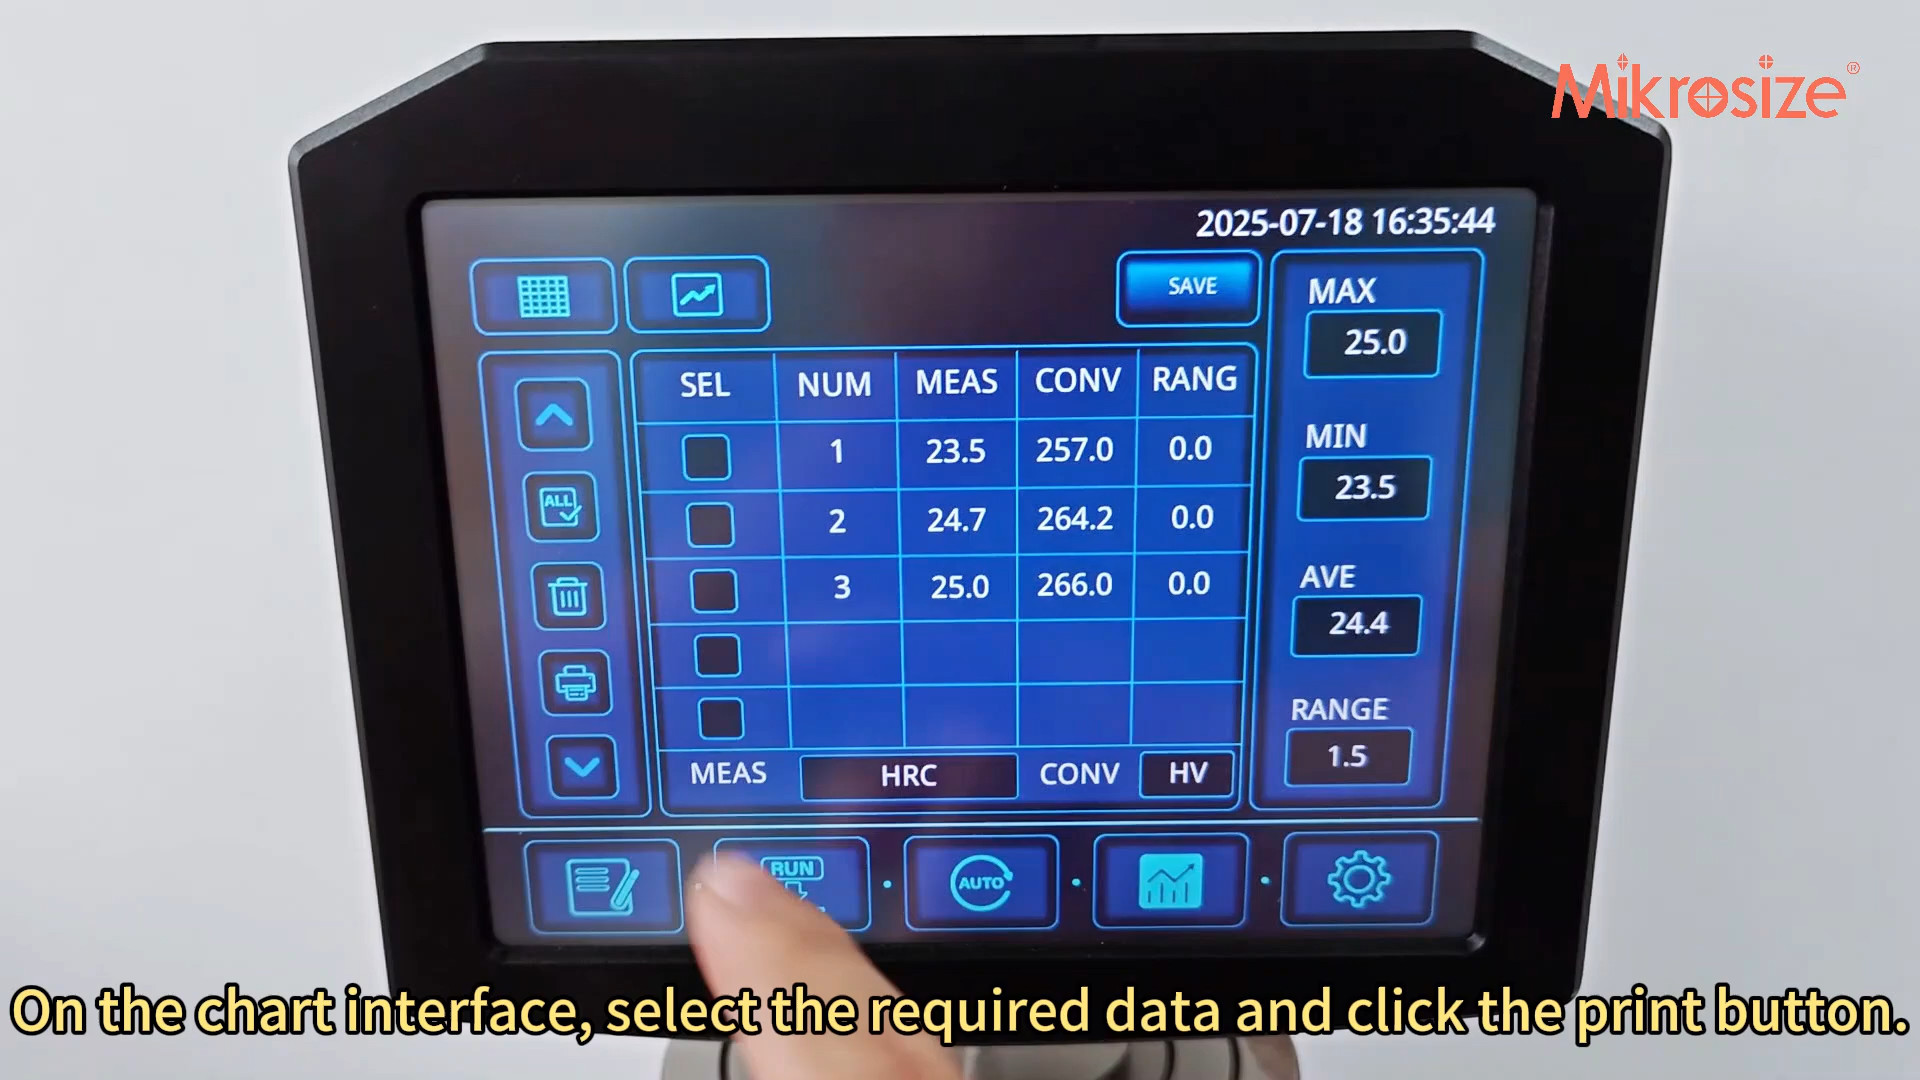 Mikrosize®
2025-07-18 16:35:44
SAVE
SEL NUM MEAS CONV RANG
1 23.5 257.0 0.0
2 24.7 264.2 0.0
3 25.0 266.0 0.0
MEAS HRC CONV HV
MAX
25.0
MIN
23.5
AVE
24.4
RANGE
1.5
ALL
RUN
AUTO
On the chart interface, select the required data and click the print button.